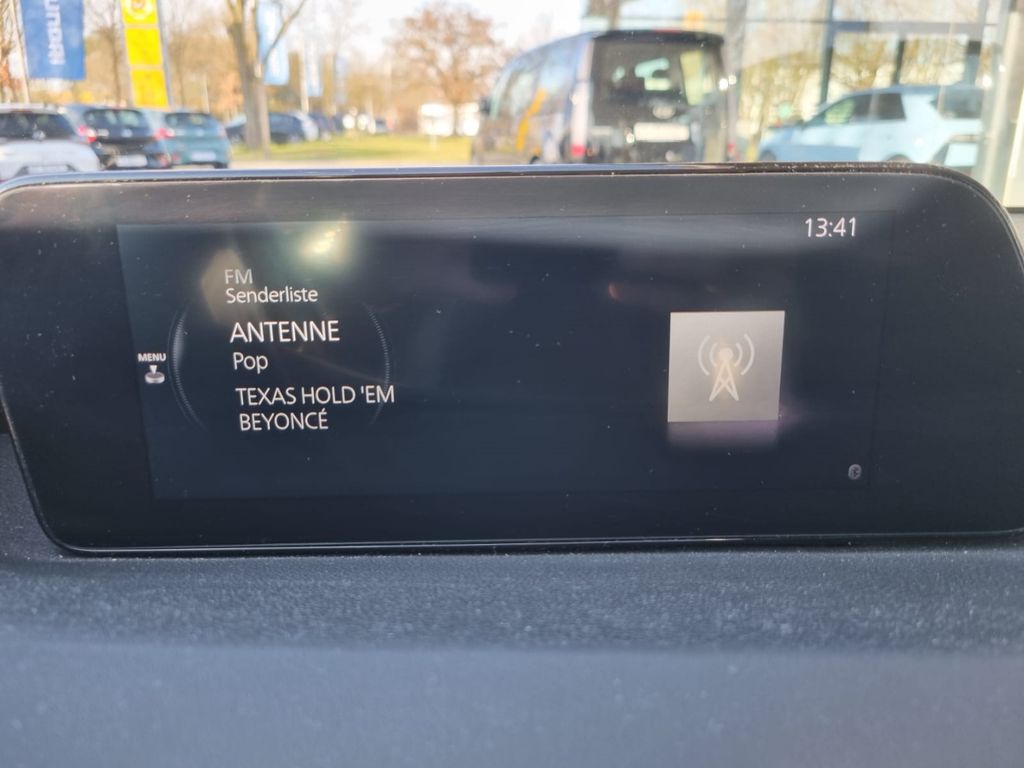 13:41
FM
Senderliste
ANTENNE
MENU
Pop
TEXAS HOLD 'EM
BEYONCÉ